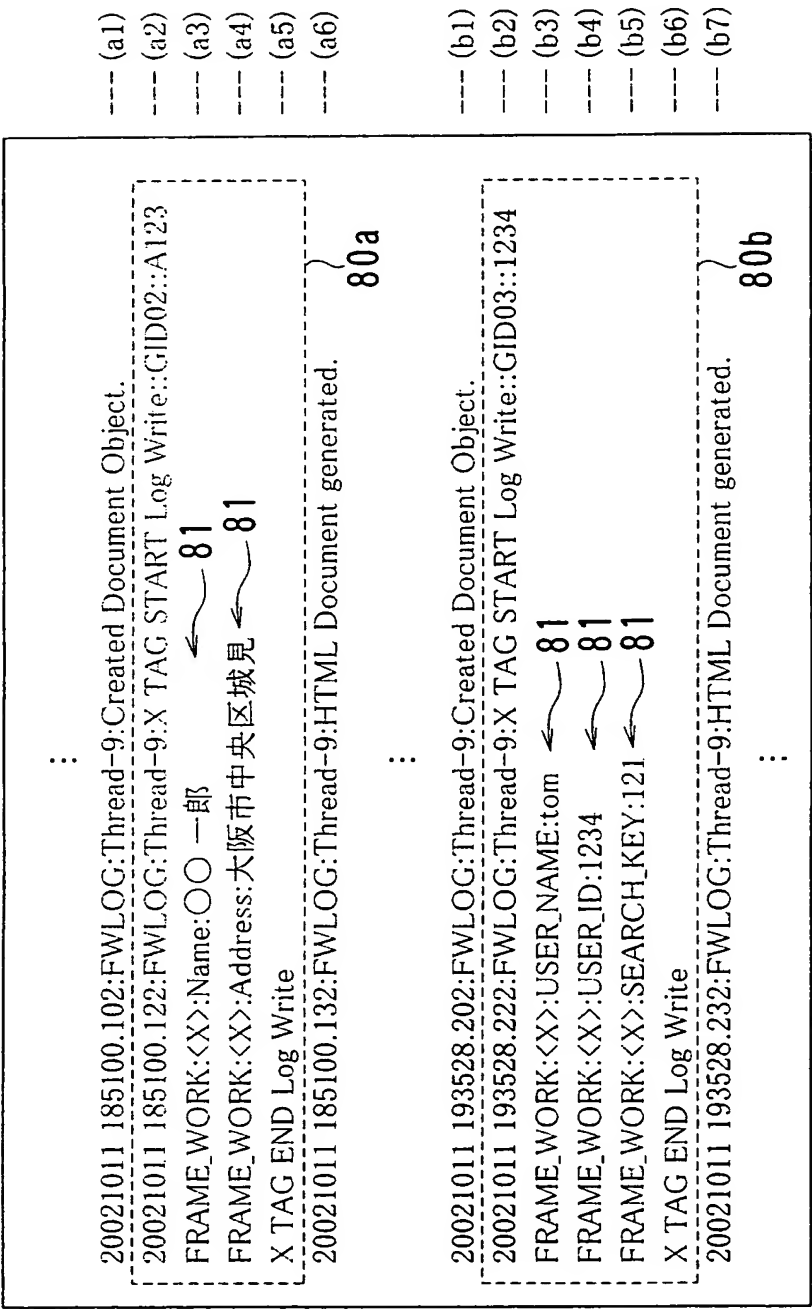 ⋮
20021011 185100.102:FWLOG:Thread-9:Created Document Object. --- (a1)
20021011 185100.122:FWLOG:Thread-9:X TAG START Log Write::GID02::A123 --- (a2)
FRAME_WORK:<X>:Name:〇〇 一郎 81 --- (a3)
FRAME_WORK:<X>:Address:大阪市中央区城見 81 --- (a4)
X TAG END Log Write --- (a5)
80a
20021011 185100.132:FWLOG:Thread-9:HTML Document generated. --- (a6)
⋮
20021011 193528.202:FWLOG:Thread-9:Created Document Object. --- (b1)
20021011 193528.222:FWLOG:Thread-9:X TAG START Log Write::GID03::1234 --- (b2)
FRAME_WORK:<X>:USER_NAME:tom 81 --- (b3)
FRAME_WORK:<X>:USER_ID:1234 81 --- (b4)
FRAME_WORK:<X>:SEARCH_KEY:121 81 --- (b5)
X TAG END Log Write --- (b6)
80b
20021011 193528.232:FWLOG:Thread-9:HTML Document generated. --- (b7)
⋮